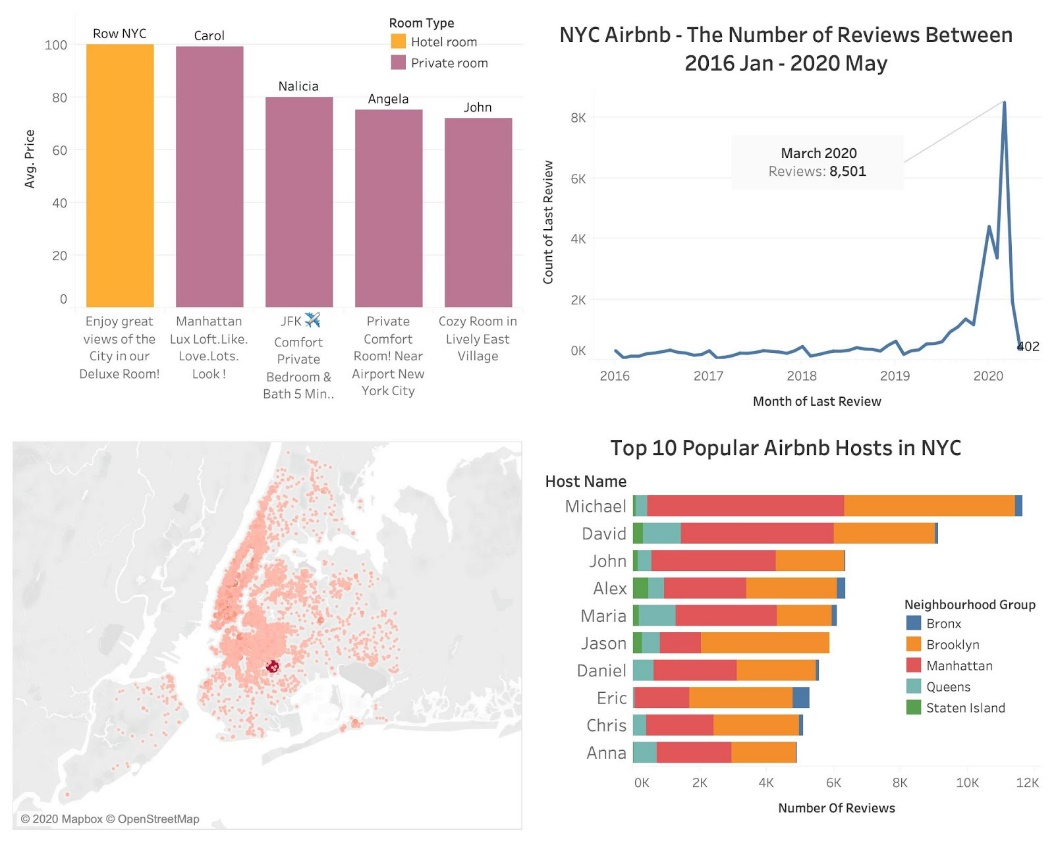 Room Type
Hotel room
Private room
Row NYC
Carol
Nalicia
Angela
John
Avg. Price
100
80
60
40
20
0
Enjoy great
views of the
City in our
Deluxe Room!
Manhattan
Lux Loft.Like.
Love.Lots.
Look !
JFK ✈️
Comfort
Private
Bedroom &
Bath 5 Min..
Private
Comfort
Room! Near
Airport New
York City
Cozy Room in
Lively East
Village
NYC Airbnb - The Number of Reviews Between
2016 Jan - 2020 May
Count of Last Review
8K
6K
4K
2K
0K
March 2020
Reviews: 8,501
402
2016
2017
2018
2019
2020
Month of Last Review
© 2020 Mapbox © OpenStreetMap
Top 10 Popular Airbnb Hosts in NYC
Host Name
Michael
David
John
Alex
Maria
Jason
Daniel
Eric
Chris
Anna
Neighbourhood Group
Bronx
Brooklyn
Manhattan
Queens
Staten Island
0K
2K
4K
6K
8K
10K
12K
Number Of Reviews